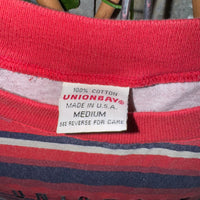 100% COTTON
UNIONBAY®
MADE IN U.S.A.
MEDIUM
SEE REVERSE FOR CARE